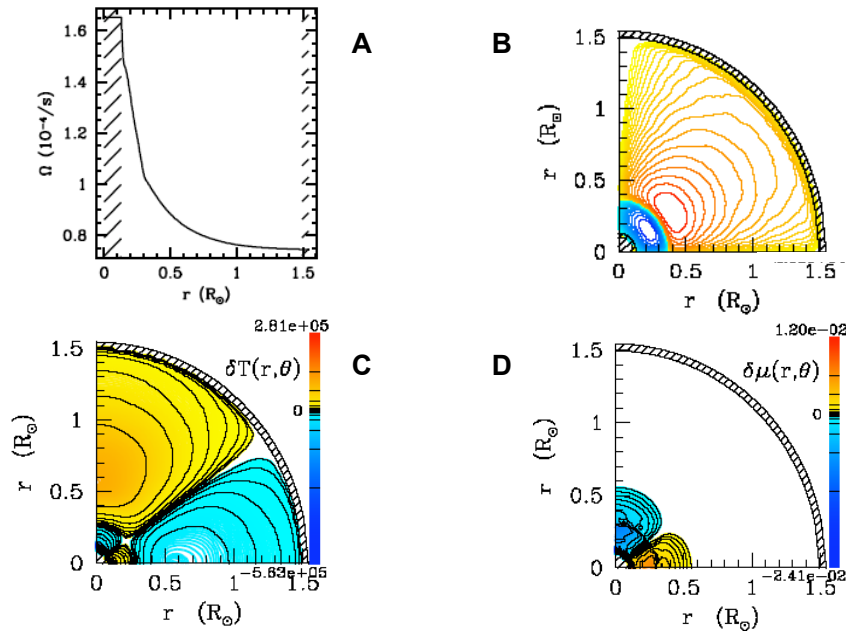 A
1.6
1.4
1.2
1
0.8
Ω (10⁻⁴/s)
0 0.5 1 1.5
r (R⊙)
B
1.5
1
0.5
0
r (R⊡)
0 0.5 1 1.5
r (R⊙)
C
2.81e+05
δT(r,θ)
0
-5.63e+05
1.5
1
0.5
0
r (R⊙)
0 0.5 1 1.5
r (R⊙)
D
1.20e-02
δμ(r,θ)
0
-2.41e-02
1.5
1
0.5
0
r (R⊙)
0 0.5 1 1.5
r (R⊙)